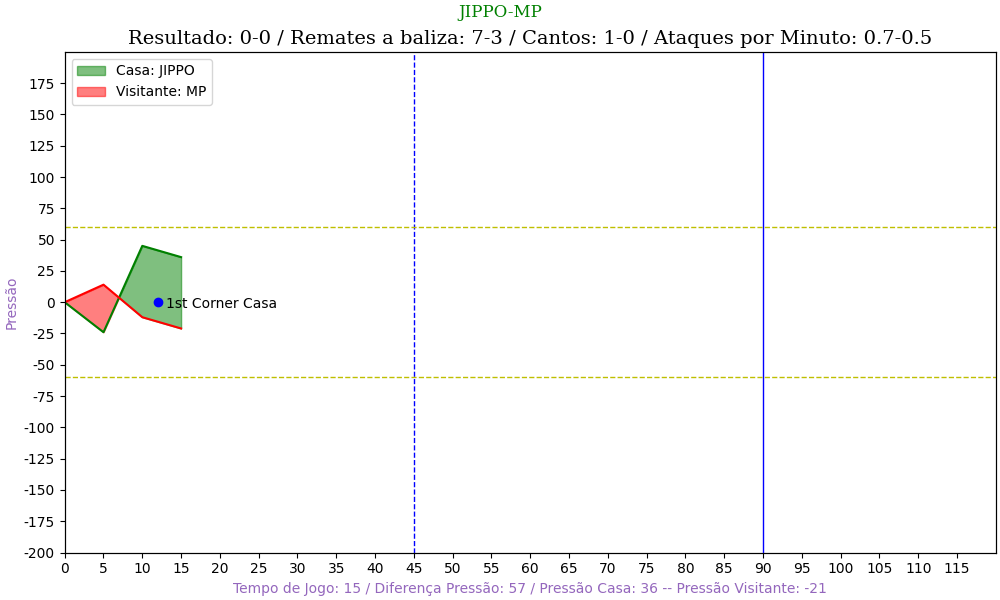 JIPPO-MP
Resultado: 0-0 / Remates a baliza: 7-3 / Cantos: 1-0 / Ataques por Minuto: 0.7-0.5
Casa: JIPPO
Visitante: MP
175
150
125
100
75
50
25
0
-25
-50
-75
-100
-125
-150
-175
-200
Pressão
1st Corner Casa
0 5 10 15 20 25 30 35 40 45 50 55 60 65 70 75 80 85 90 95 100 105 110 115
Tempo de Jogo: 15 / Diferença Pressão: 57 / Pressão Casa: 36 -- Pressão Visitante: -21